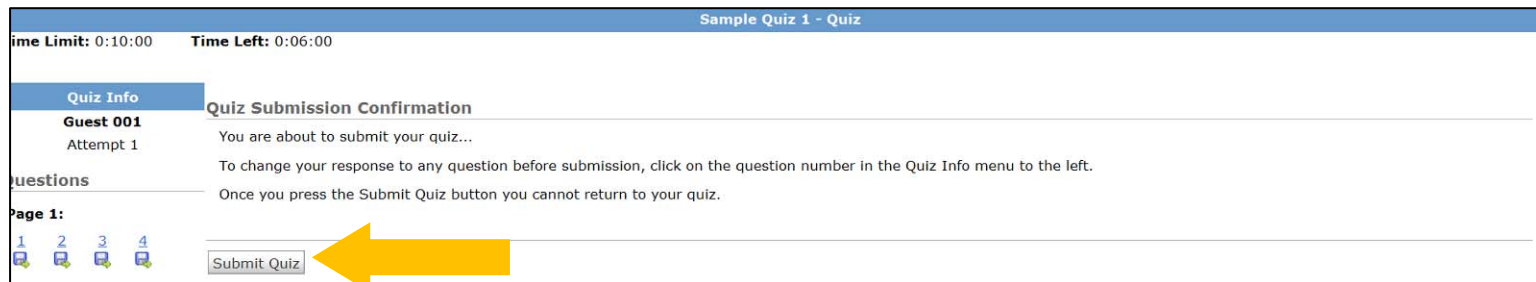 Sample Quiz 1 - Quiz
ime Limit: 0:10:00 Time Left: 0:06:00
Quiz Info
Guest 001
Attempt 1
uestions
Page 1:
1 2 3 4
Quiz Submission Confirmation
You are about to submit your quiz...
To change your response to any question before submission, click on the question number in the Quiz Info menu to the left.
Once you press the Submit Quiz button you cannot return to your quiz.
Submit Quiz